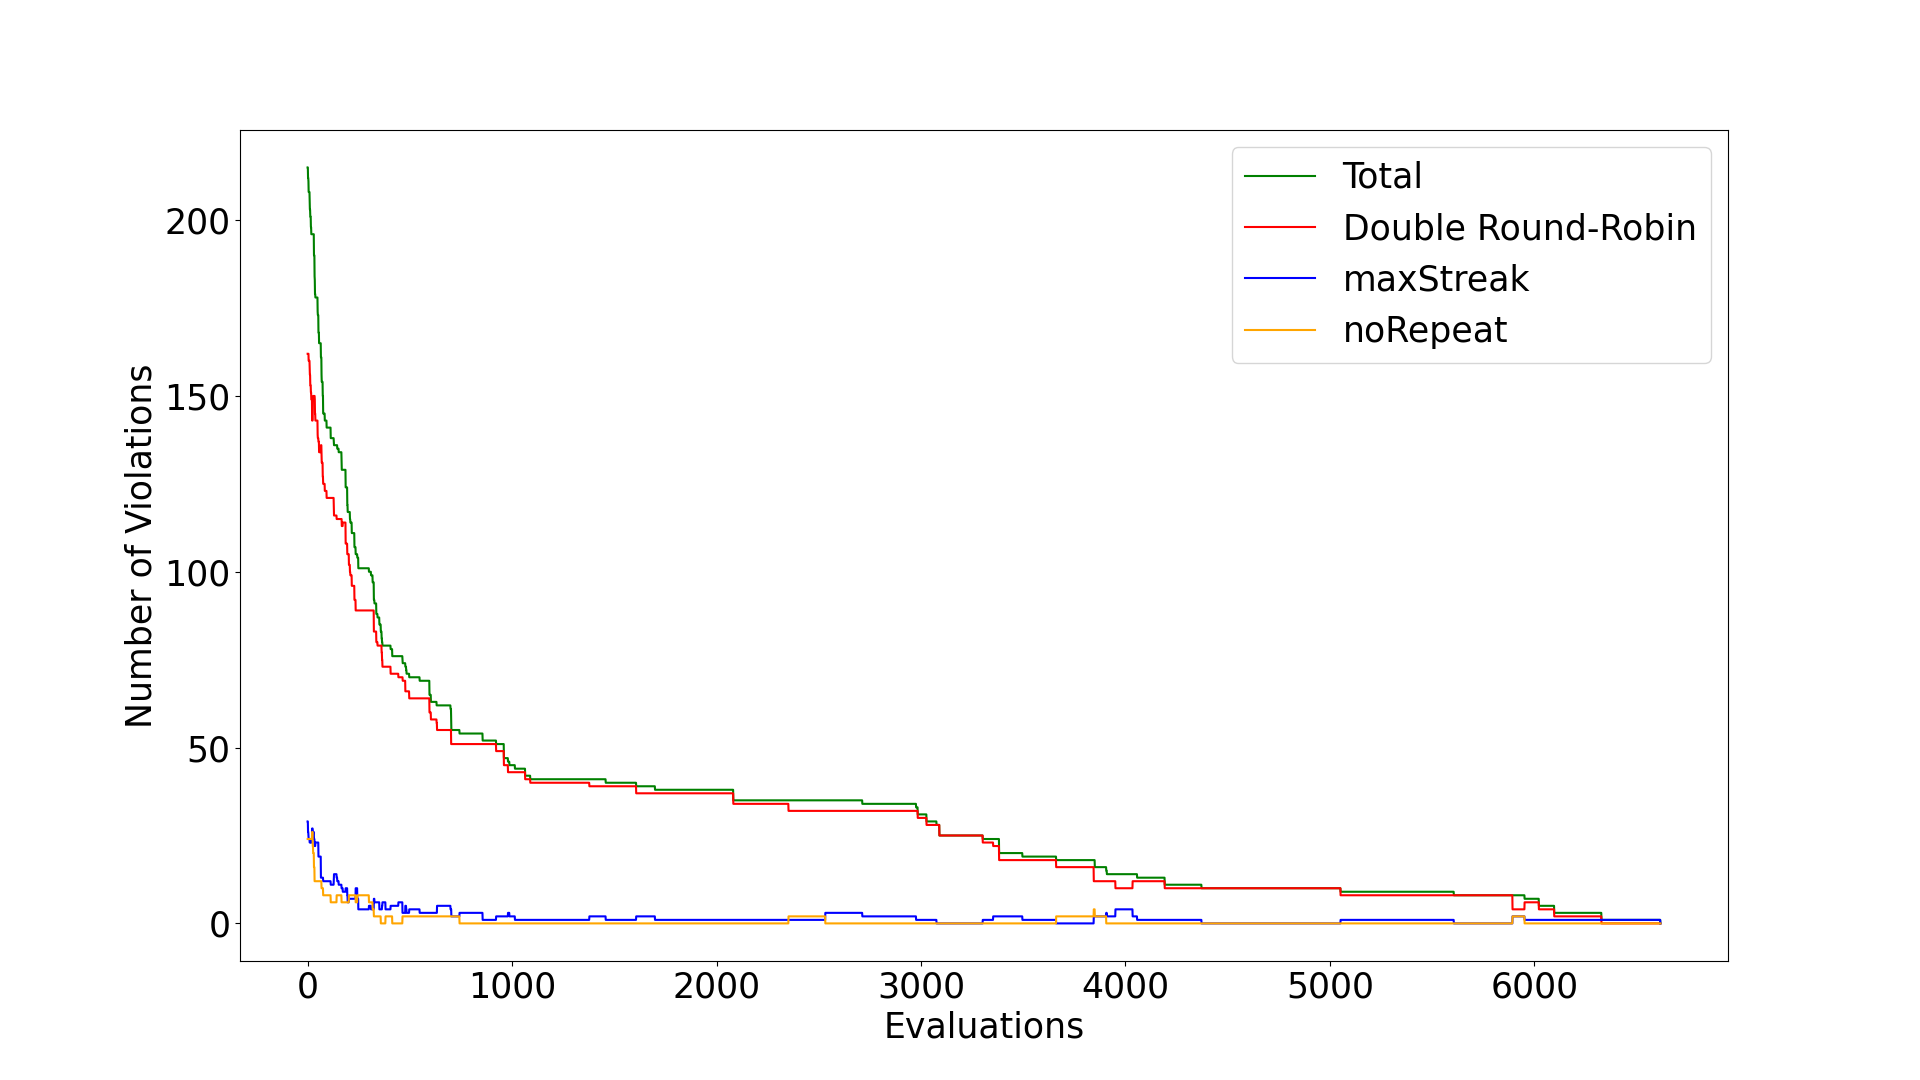 Total
Double Round-Robin
maxStreak
noRepeat
Number of Violations
200
150
100
50
0
0 1000 2000 3000 4000 5000 6000
Evaluations